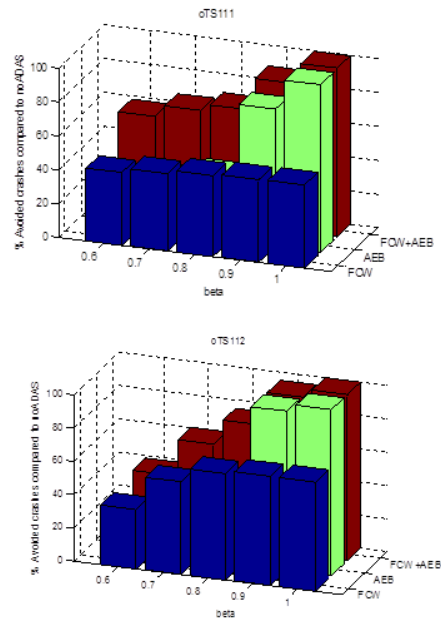 oTS111
% Avoided crashes compared to noADAS
100
80
60
40
20
0
0.6
0.7
0.8
0.9
1
beta
FCW+AEB
AEB
FCW
oTS112
% Avoided crashes compared to noADAS
100
80
60
40
20
0
0.6
0.7
0.8
0.9
1
beta
FCW+AEB
AEB
FCW